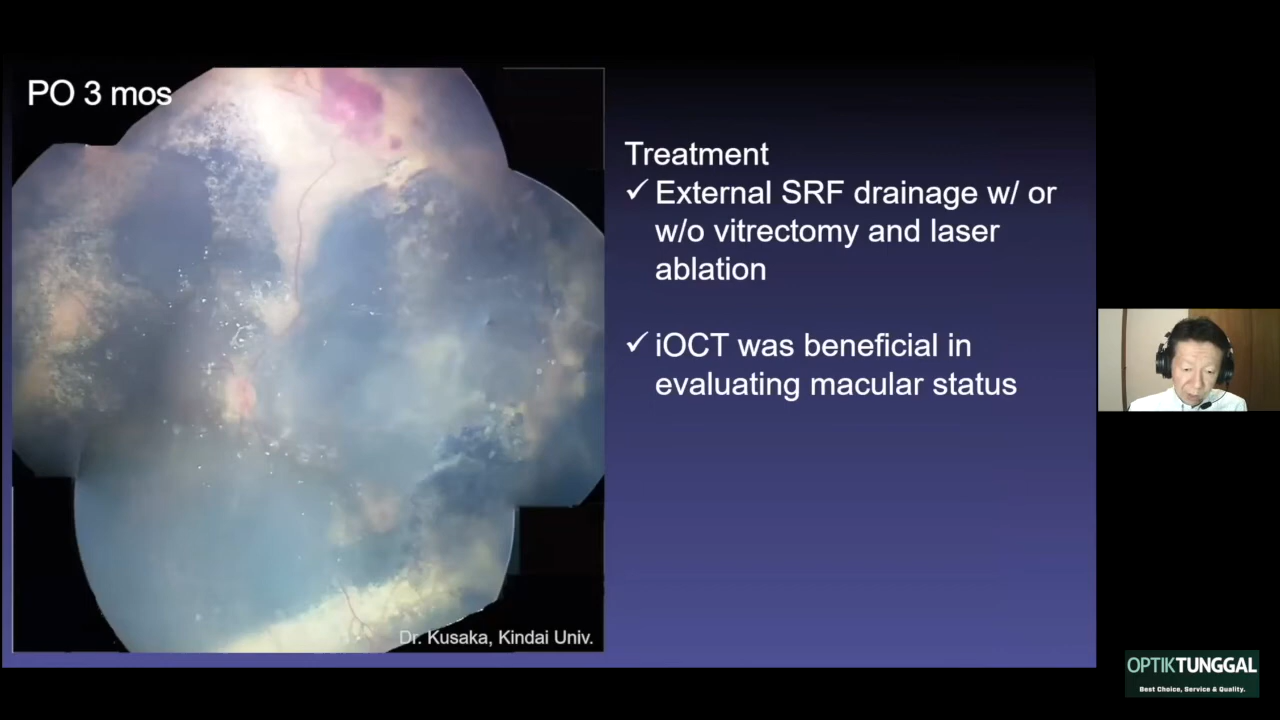 PO 3 mos
Treatment
✓ External SRF drainage w/ or
w/o vitrectomy and laser
ablation
✓ iOCT was beneficial in
evaluating macular status
Dr. Kusaka, Kindai Univ.
OPTIKTUNGGAL
Best Choice, Service & Quality.